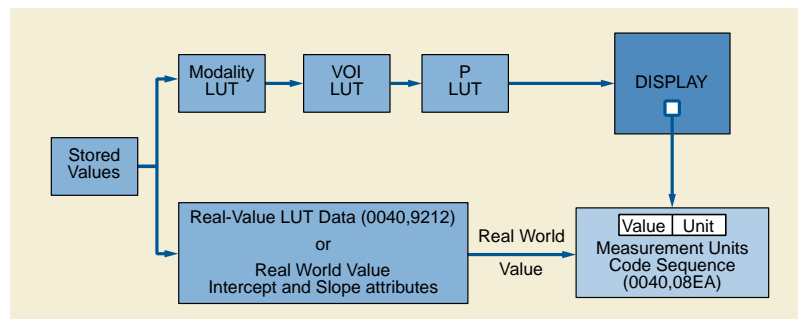 Modality
LUT
VOI
LUT
P
LUT
DISPLAY
Stored
Values
Real-Value LUT Data (0040,9212)
or
Real World Value
Intercept and Slope attributes
Real World
Value
Value Unit
Measurement Units
Code Sequence
(0040,08EA)